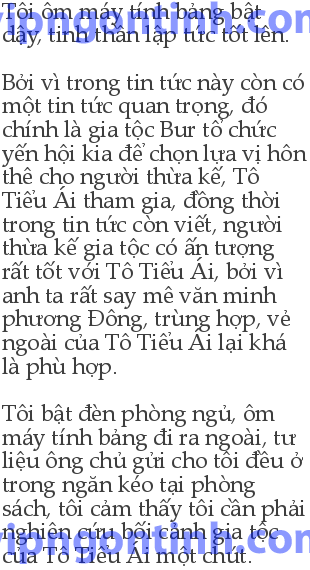 Tôi ôm máy tính bảng bật
dậy, tinh thần lập tức tốt lên.
Bởi vì trong tin tức này còn có
một tin tức quan trọng, đó
chính là gia tộc Bur tổ chức
yến hội kia để chọn lựa vị hôn
thê cho người thừa kế, Tô
Tiểu Ái tham gia, đồng thời
trong tin tức còn viết, người
thừa kế gia tộc có ấn tượng
rất tốt với Tô Tiểu Ái, bởi vì
anh ta rất say mê văn minh
phương Đông, trùng hợp, vẻ
ngoài của Tô Tiểu Ái lại khá
là phù hợp.
Tôi bật đèn phòng ngủ, ôm
máy tính bảng đi ra ngoài, tư
liệu ông chủ gửi cho tôi đều ở
trong ngăn kéo tại phòng
sách, tôi cảm thấy tôi cần phải
nghiên cứu bối cảnh gia tộc
của Tô Tiểu Ái một chút.